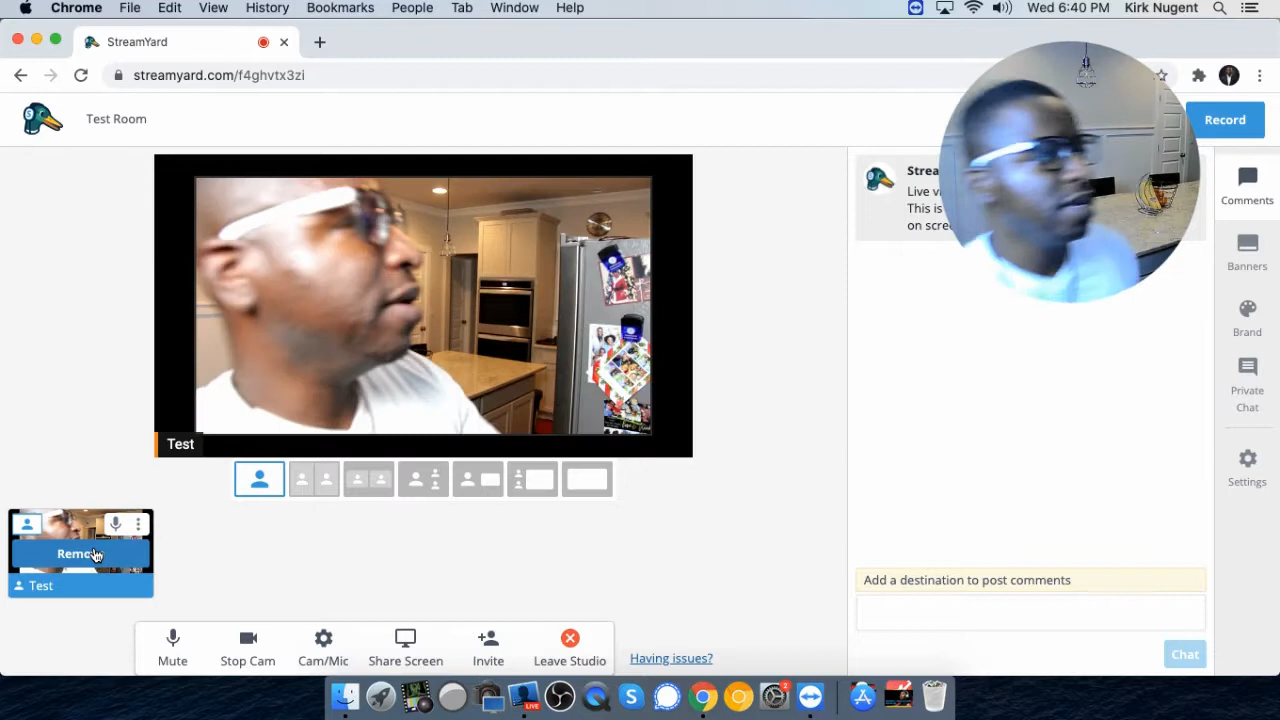 Chrome File Edit View History Bookmarks People Tab Window Help Wed 6:40 PM Kirk Nugent
StreamYard
streamyard.com/f4ghvtx3zi
Test Room
Record
Live
This is
on
Comments
Banners
Brand
Private
Chat
Settings
Test
Test
Add a destination to post comments
Chat
Mute Stop Cam Cam/Mic Share Screen Invite Leave Studio Having issues?
LIVE
2